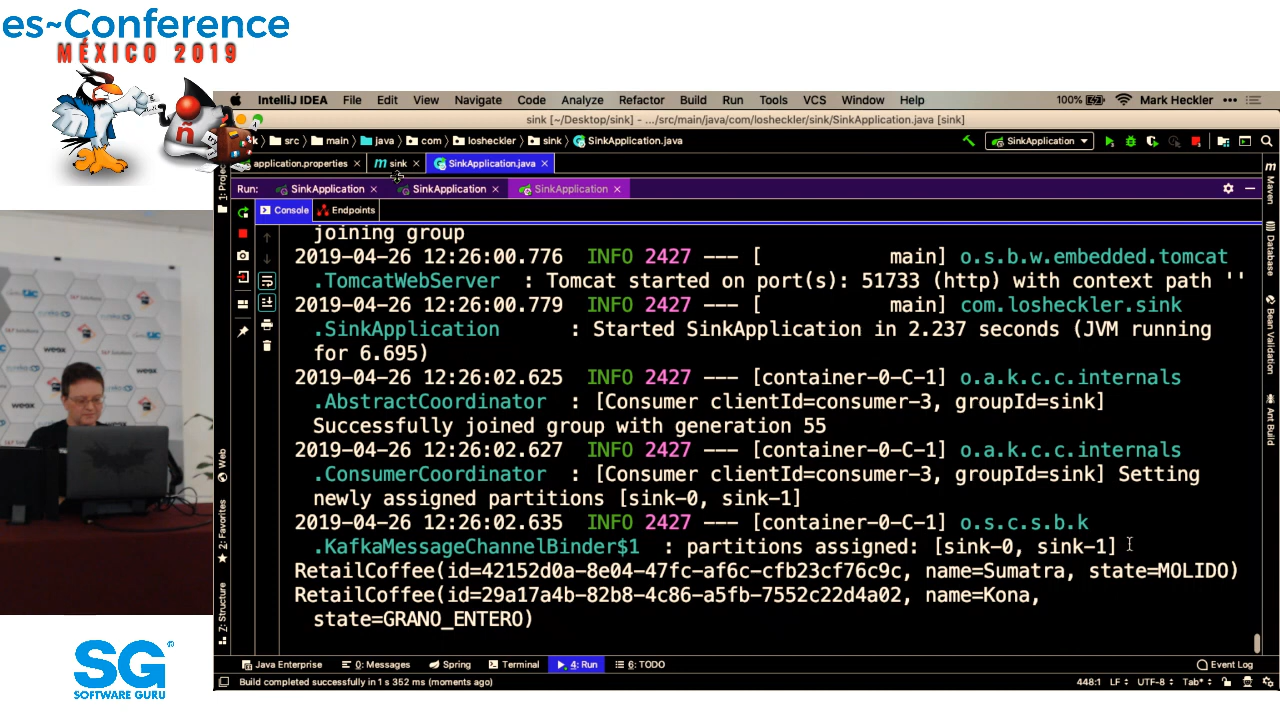 es~Conference
MÉXICO 2019
IntelliJ IDEA File Edit View Navigate Code Analyze Refactor Build Run Tools VCS Window Help 100% Mark Heckler
sink [~/Desktop/sink] - .../src/main/java/com/losheckler/sink/SinkApplication.java [sink]
src main java com losheckler sink SinkApplication.java SinkApplication
application.properties sink SinkApplication.java
Run: SinkApplication SinkApplication SinkApplication
Console Endpoints
joining group
2019-04-26 12:26:00.776 INFO 2427 --- [ main] o.s.b.w.embedded.tomcat
.TomcatWebServer : Tomcat started on port(s): 51733 (http) with context path ''
2019-04-26 12:26:00.779 INFO 2427 --- [ main] com.losheckler.sink
.SinkApplication : Started SinkApplication in 2.237 seconds (JVM running
for 6.695)
2019-04-26 12:26:02.625 INFO 2427 --- [container-0-C-1] o.a.k.c.c.internals
.AbstractCoordinator : [Consumer clientId=consumer-3, groupId=sink]
Successfully joined group with generation 55
2019-04-26 12:26:02.627 INFO 2427 --- [container-0-C-1] o.a.k.c.c.internals
.ConsumerCoordinator : [Consumer clientId=consumer-3, groupId=sink] Setting
newly assigned partitions [sink-0, sink-1]
2019-04-26 12:26:02.635 INFO 2427 --- [container-0-C-1] o.s.c.s.b.k
.KafkaMessageChannelBinder$1 : partitions assigned: [sink-0, sink-1]
RetailCoffee(id=42152d0a-8e04-47fc-af6c-cfb23cf76c9c, name=Sumatra, state=MOLIDO)
RetailCoffee(id=29a17a4b-82b8-4c86-a5fb-7552c22d4a02, name=Kona,
state=GRANO_ENTERO)
Web
2: Favorites
Z: Structure
Maven
Database
Bean Validation
Ant Build
Java Enterprise 0: Messages Spring Terminal 4: Run 6: TODO Event Log
Build completed successfully in 1 s 352 ms (moments ago) 448:1 LF UTF-8 Tab*
weex
SG
SOFTWARE GURU